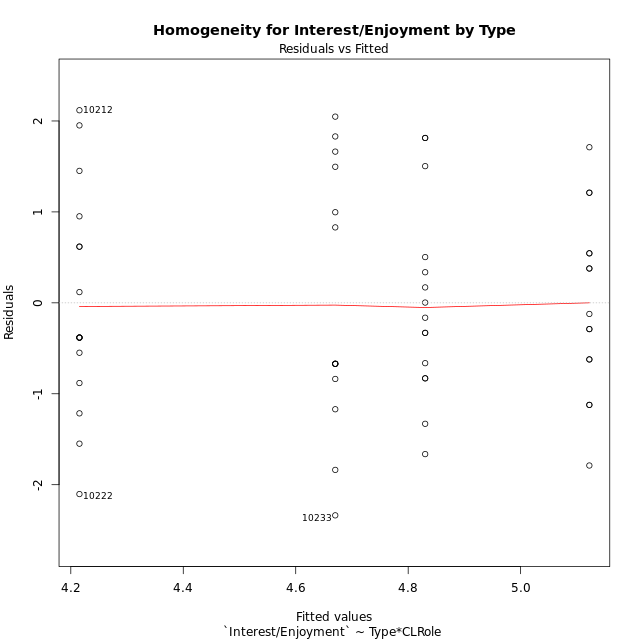 Homogeneity for Interest/Enjoyment by Type
Residuals vs Fitted
10212
10222
10233
2
1
0
-1
-2
Residuals
4.2 4.4 4.6 4.8 5.0
Fitted values
`Interest/Enjoyment` ~ Type*CLRole